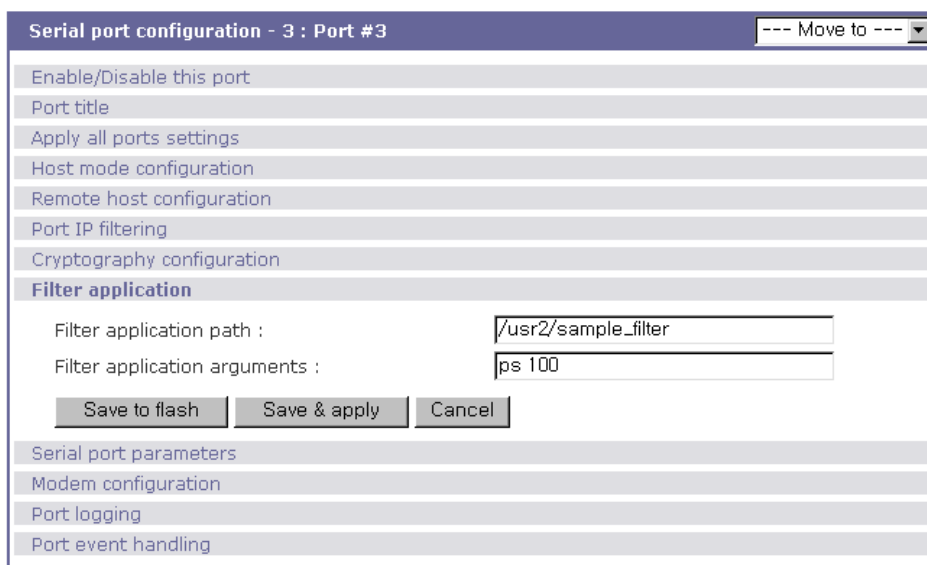 Serial port configuration - 3 : Port #3 --- Move to ---
Enable/Disable this port
Port title
Apply all ports settings
Host mode configuration
Remote host configuration
Port IP filtering
Cryptography configuration
Filter application
Filter application path : /usr2/sample_filter
Filter application arguments : ps 100
Save to flash Save & apply Cancel
Serial port parameters
Modem configuration
Port logging
Port event handling